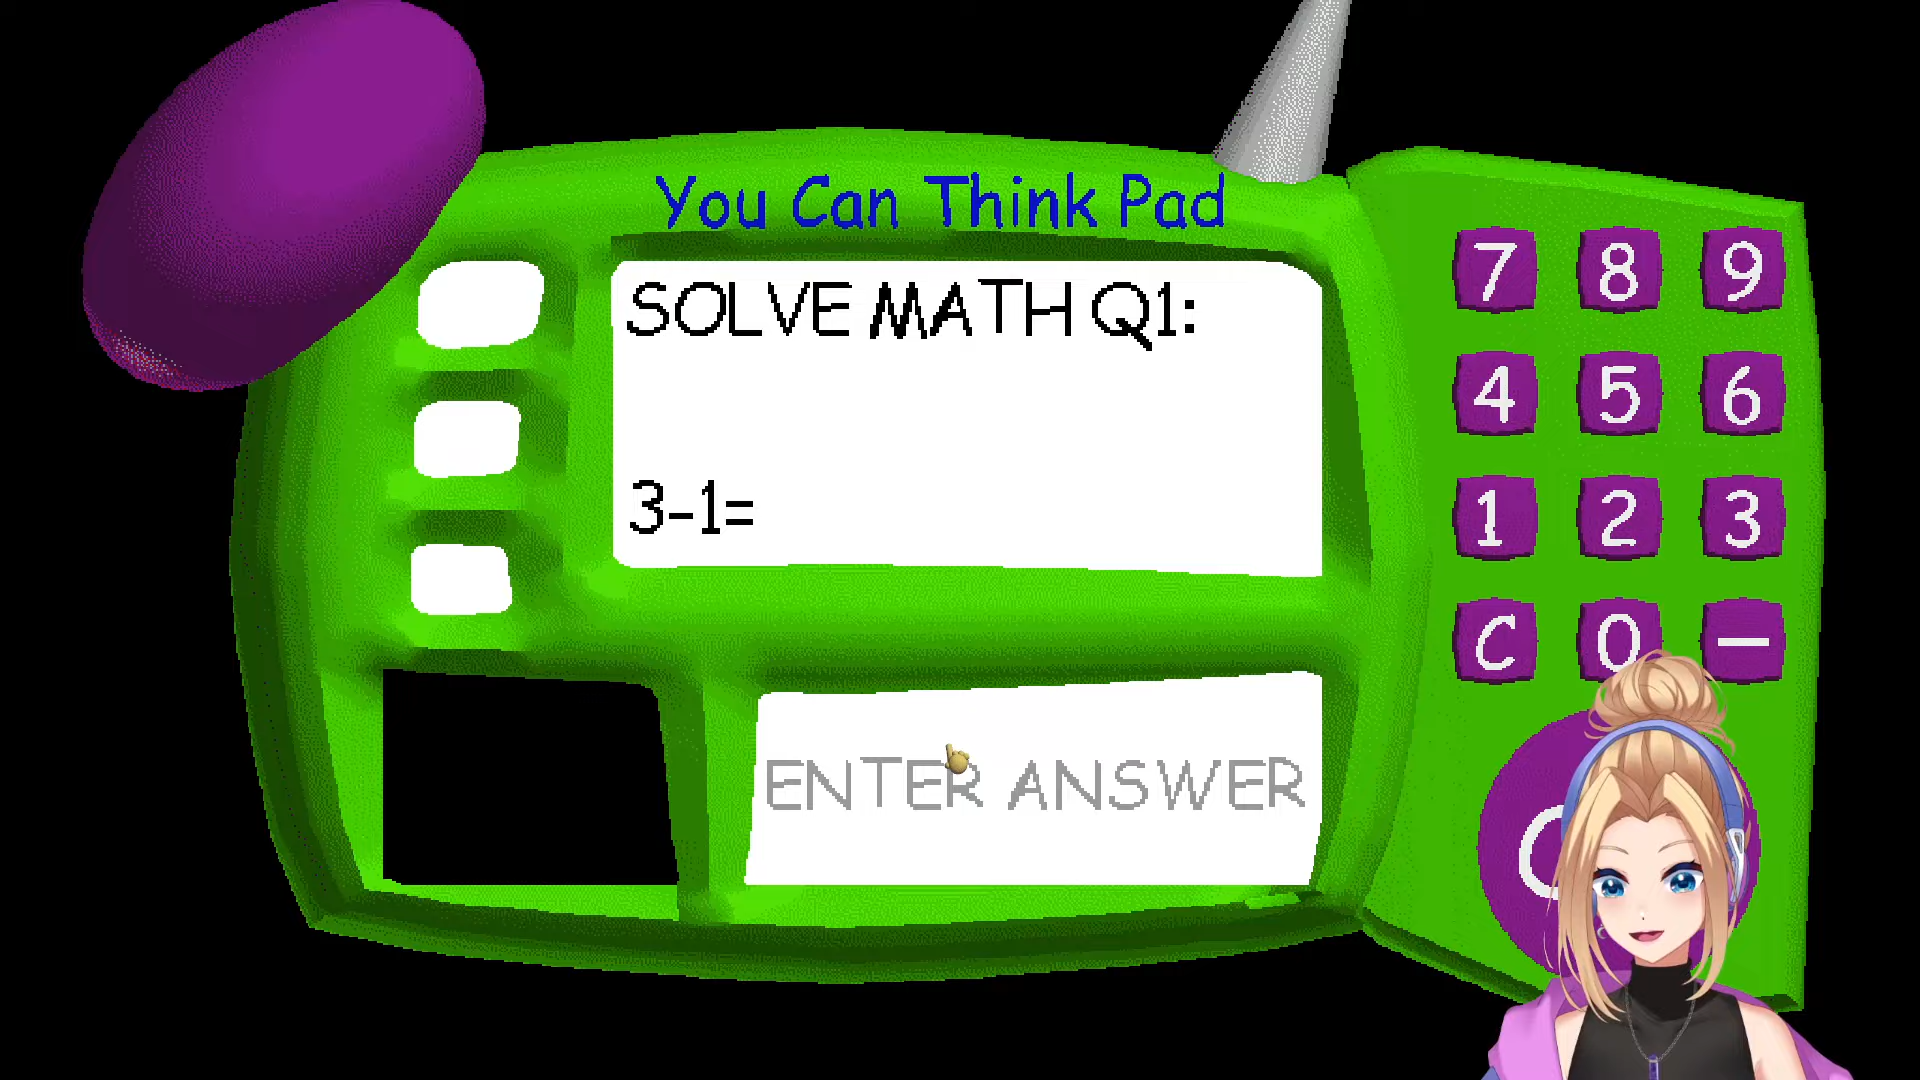 You Can Think Pad
SOLVE MATH Q1:
3-1=
ENTER ANSWER
7 8 9
4 5 6
1 2 3
C 0 −